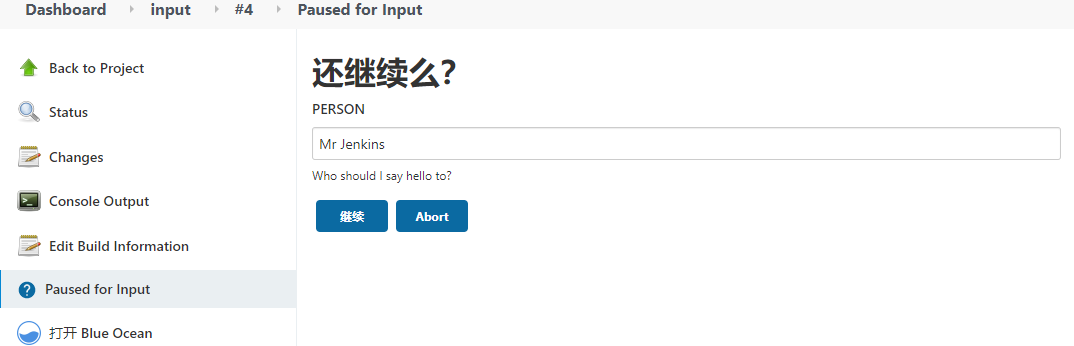 Dashboard input #4 Paused for Input
Back to Project
Status
Changes
Console Output
Edit Build Information
Paused for Input
打开 Blue Ocean
还继续么?
PERSON
Mr Jenkins
Who should I say hello to?
继续 Abort